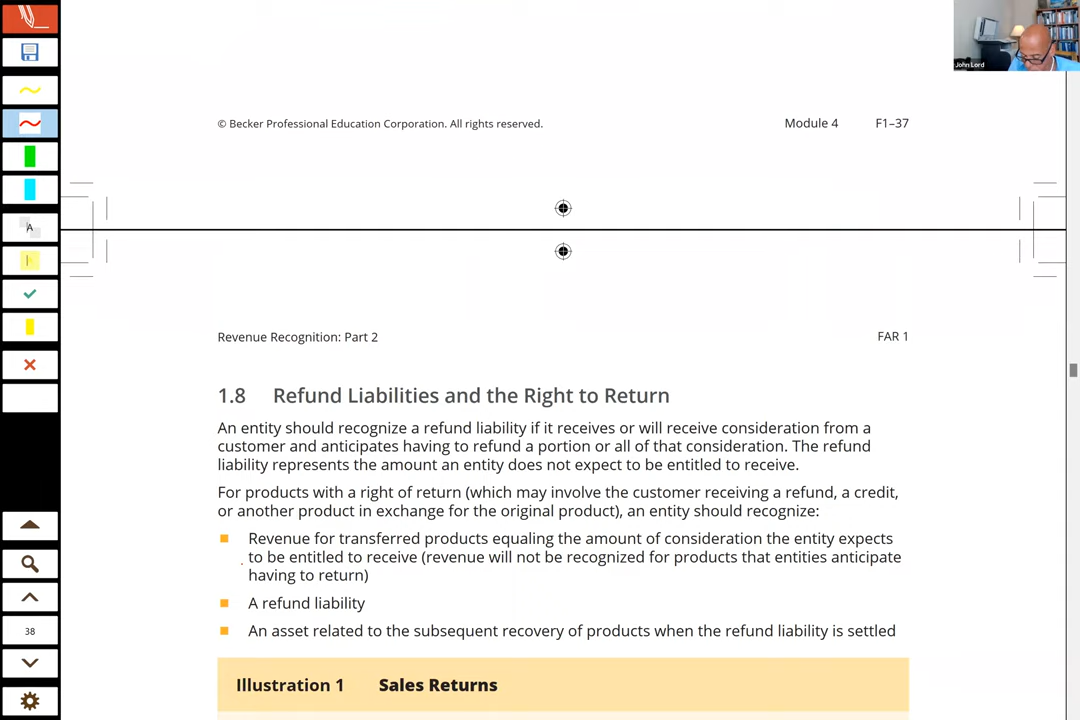 John Lord
© Becker Professional Education Corporation. All rights reserved.
Module 4 F1–37
A
Revenue Recognition: Part 2
FAR 1
1.8 Refund Liabilities and the Right to Return
An entity should recognize a refund liability if it receives or will receive consideration from a
customer and anticipates having to refund a portion or all of that consideration. The refund
liability represents the amount an entity does not expect to be entitled to receive.
For products with a right of return (which may involve the customer receiving a refund, a credit,
or another product in exchange for the original product), an entity should recognize:
Revenue for transferred products equaling the amount of consideration the entity expects
to be entitled to receive (revenue will not be recognized for products that entities anticipate
having to return)
A refund liability
An asset related to the subsequent recovery of products when the refund liability is settled
38
Illustration 1 Sales Returns